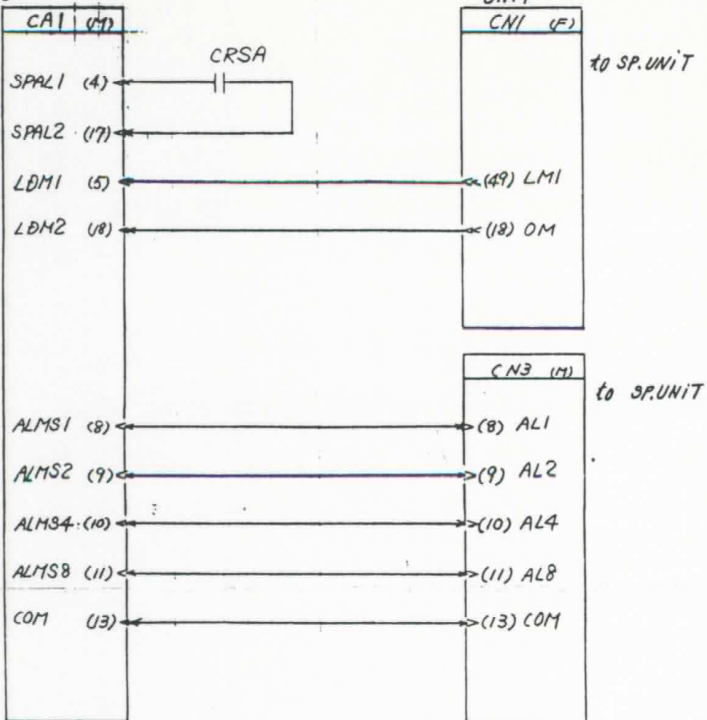 CA1 (M)
UNIT
CN1 (F)
to SP.UNIT
CRSA
SPAL1 (4)
SPAL2 (17)
LDM1 (5)
(49) LM1
LDM2 (18)
(18) OM
CN3 (M)
to SP.UNIT
ALMS1 (8)
(8) AL1
ALMS2 (9)
(9) AL2
ALMS4 (10)
(10) AL4
ALMS8 (11)
(11) AL8
COM (13)
(13) COM